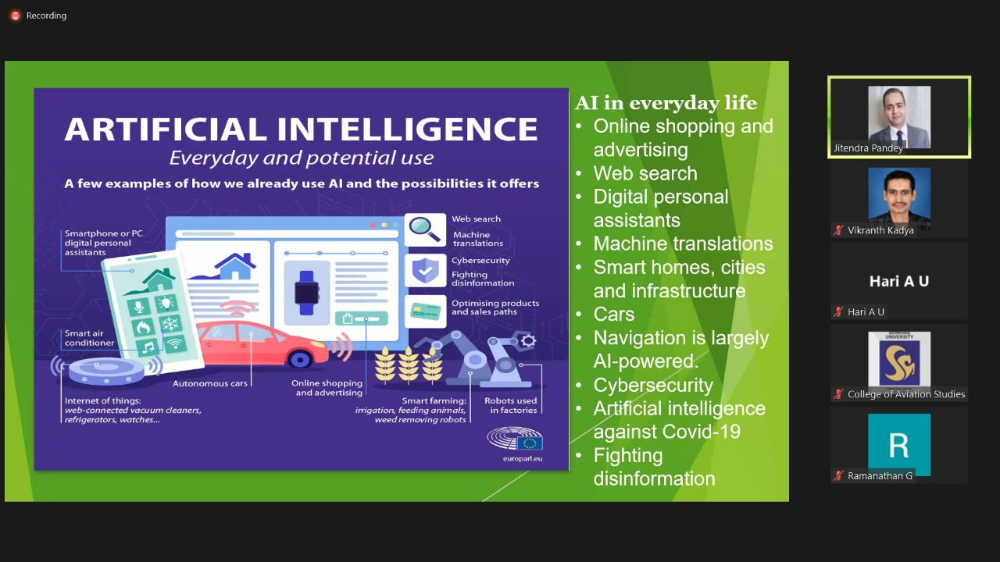 Recording
ARTIFICIAL INTELLIGENCE
Everyday and potential use
A few examples of how we already use AI and the possibilities it offers
Smartphone or PC
digital personal
assistants
Web search
Machine
translations
Cybersecurity
Fighting
disinformation
Optimising products
and sales paths
Smart air
conditioner
Autonomous cars
Online shopping
and advertising
Internet of things:
web-connected vacuum cleaners,
refrigerators, watches...
Smart farming:
irrigation, feeding animals,
weed removing robots
Robots used
in factories
europarl.eu
AI in everyday life
• Online shopping and
advertising
• Web search
• Digital personal
assistants
• Machine translations
• Smart homes, cities
and infrastructure
• Cars
• Navigation is largely
AI-powered.
• Cybersecurity
• Artificial intelligence
against Covid-19
• Fighting
disinformation
Jitendra Pandey
Vikranth Kadya
Hari A U
Hari A U
SRINIVAS
UNIVERSITY
College of Aviation Studies
R
Ramanathan G